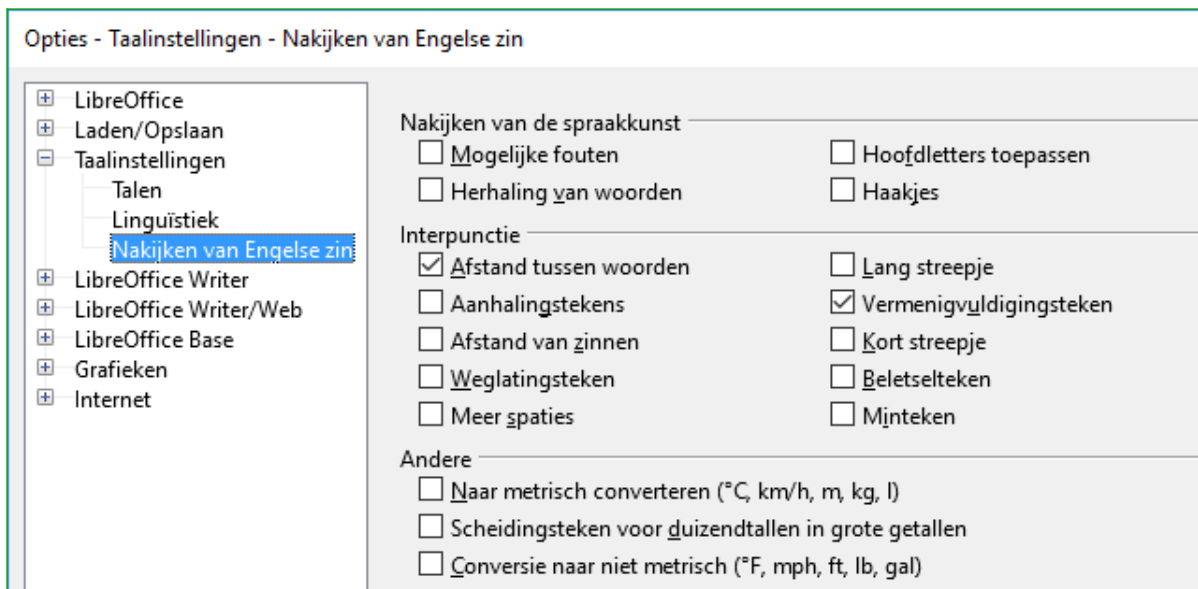 Opties - Taalinstellingen - Nakijken van Engelse zin
LibreOffice
Laden/Opslaan
Taalinstellingen
Talen
Linguïstiek
Nakijken van Engelse zin
LibreOffice Writer
LibreOffice Writer/Web
LibreOffice Base
Grafieken
Internet
Nakijken van de spraakkunst
Mogelijke fouten
Hoofdletters toepassen
Herhaling van woorden
Haakjes
Interpunctie
Afstand tussen woorden
Lang streepje
Aanhalingstekens
Vermenigvuldigingsteken
Afstand van zinnen
Kort streepje
Weglatingsteken
Beletselteken
Meer spaties
Minteken
Andere
Naar metrisch converteren (°C, km/h, m, kg, l)
Scheidingsteken voor duizendtallen in grote getallen
Conversie naar niet metrisch (°F, mph, ft, lb, gal)